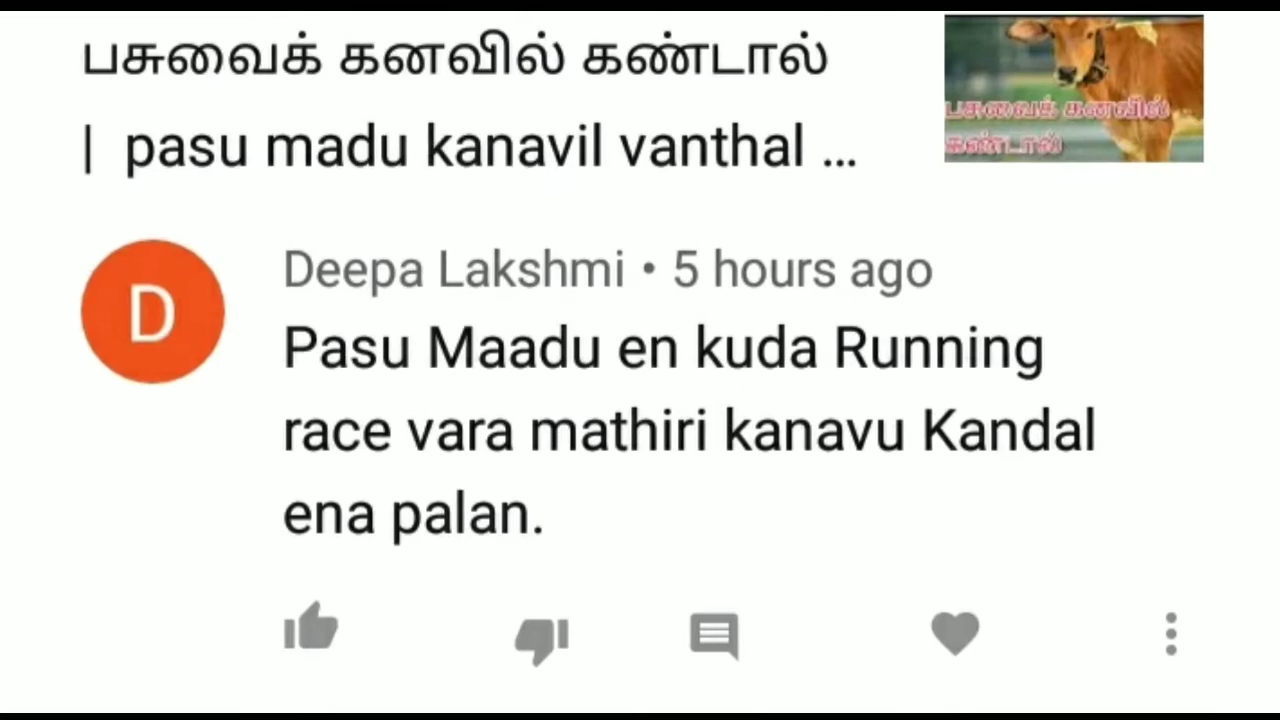 பசுவைக் கனவில் கண்டால்
| pasu madu kanavil vanthal ...
பசுவைக் கனவில்
கண்டால்
D
Deepa Lakshmi • 5 hours ago
Pasu Maadu en kuda Running
race vara mathiri kanavu Kandal
ena palan.